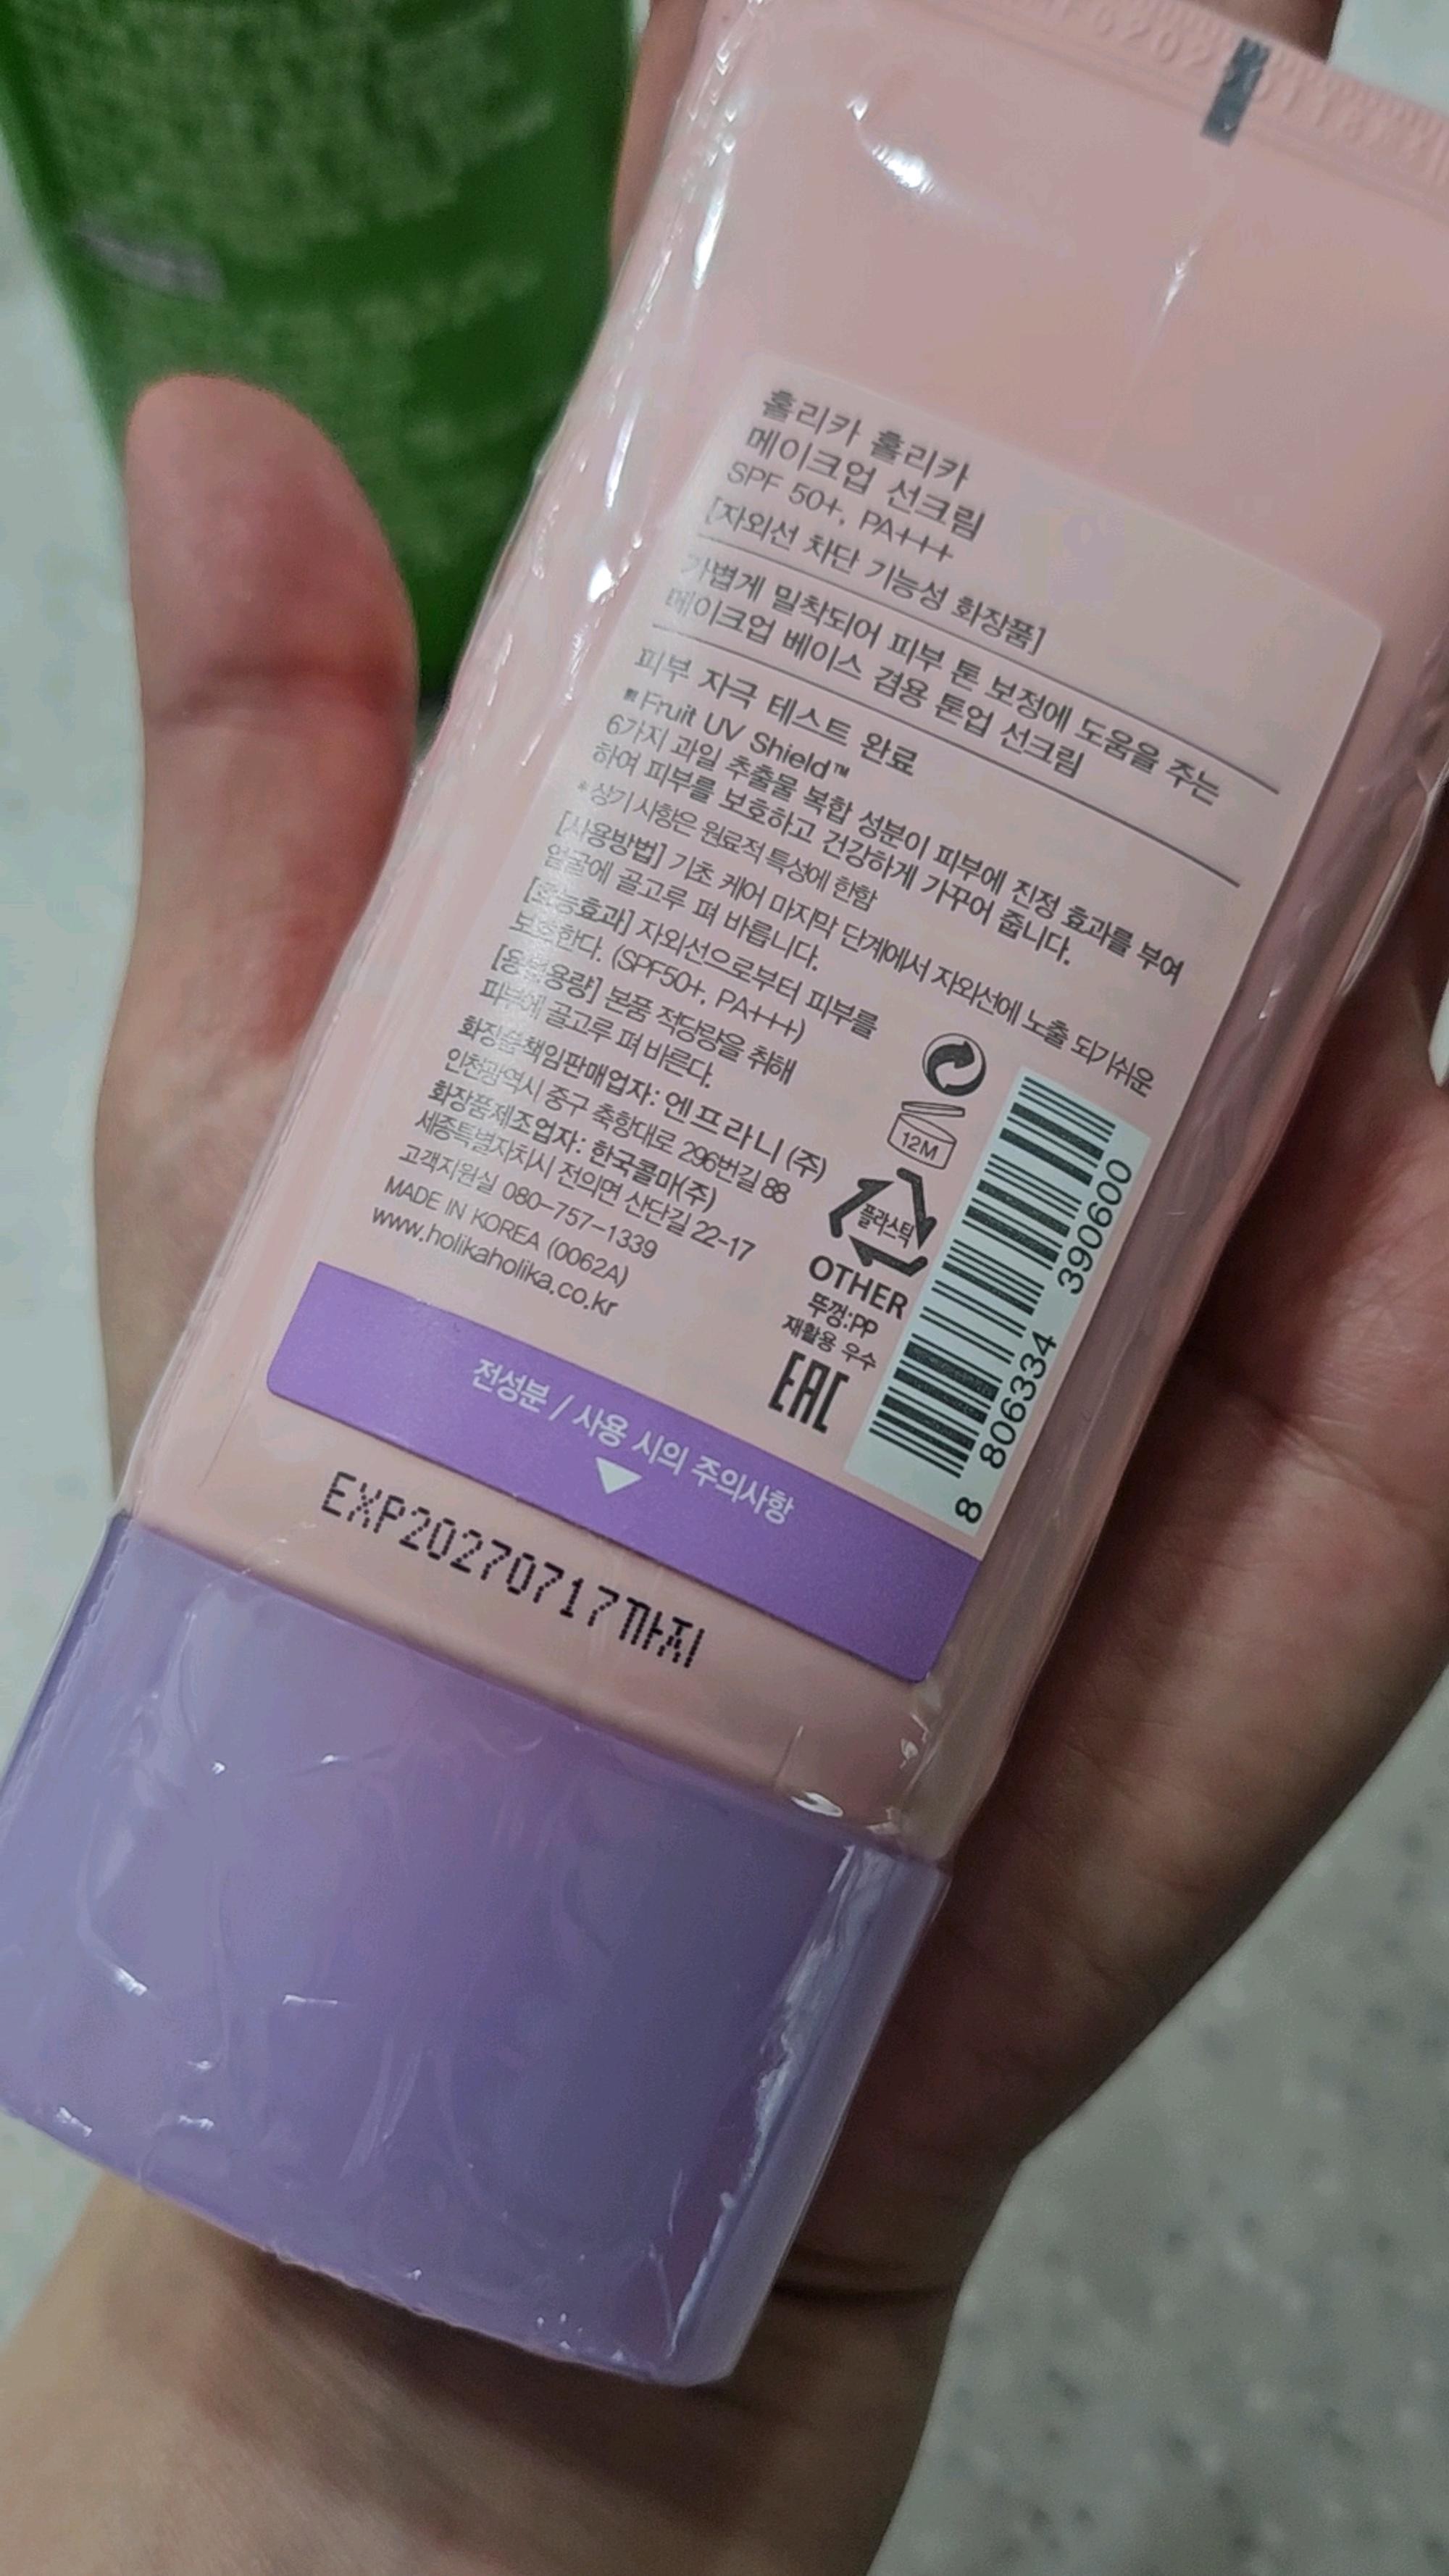 홀리카 홀리카
메이크업 선크림
SPF 50+, PA+++
[자외선 차단 기능성 화장품]
가볍게 밀착되어 피부 톤 보정에 도움을 주는
메이크업 베이스 겸용 톤업 선크림
피부 자극 테스트 완료
Fruit UV Shield™
6가지 과일 추출물 복합 성분이 피부에 진정 효과를 부여
하여 피부를 보호하고 건강하게 가꾸어 줍니다.
*상기 사항은 원료적 특성에 한함
[사용방법] 기초 케어 마지막 단계에서 자외선에 노출 되기쉬운
얼굴에 골고루 펴 바릅니다.
[효능효과] 자외선으로부터 피부를
보호한다. (SPF50+, PA+++)
[용법용량] 본품 적당량을 취해
피부에 골고루 펴 바른다.
화장품책임판매업자: 엔프라니 (주)
인천광역시 중구 축항대로 296번길 88
화장품제조업자: 한국콜마(주)
세종특별자치시 전의면 산단길 22-17
고객지원실 080-757-1339
MADE IN KOREA (0062A)
www.holikaholika.co.kr
12M
플라스틱
OTHER
뚜껑:PP
재활용 우수
EAC
8 806334 390600
전성분 / 사용 시의 주의사항
EXP20270717까지